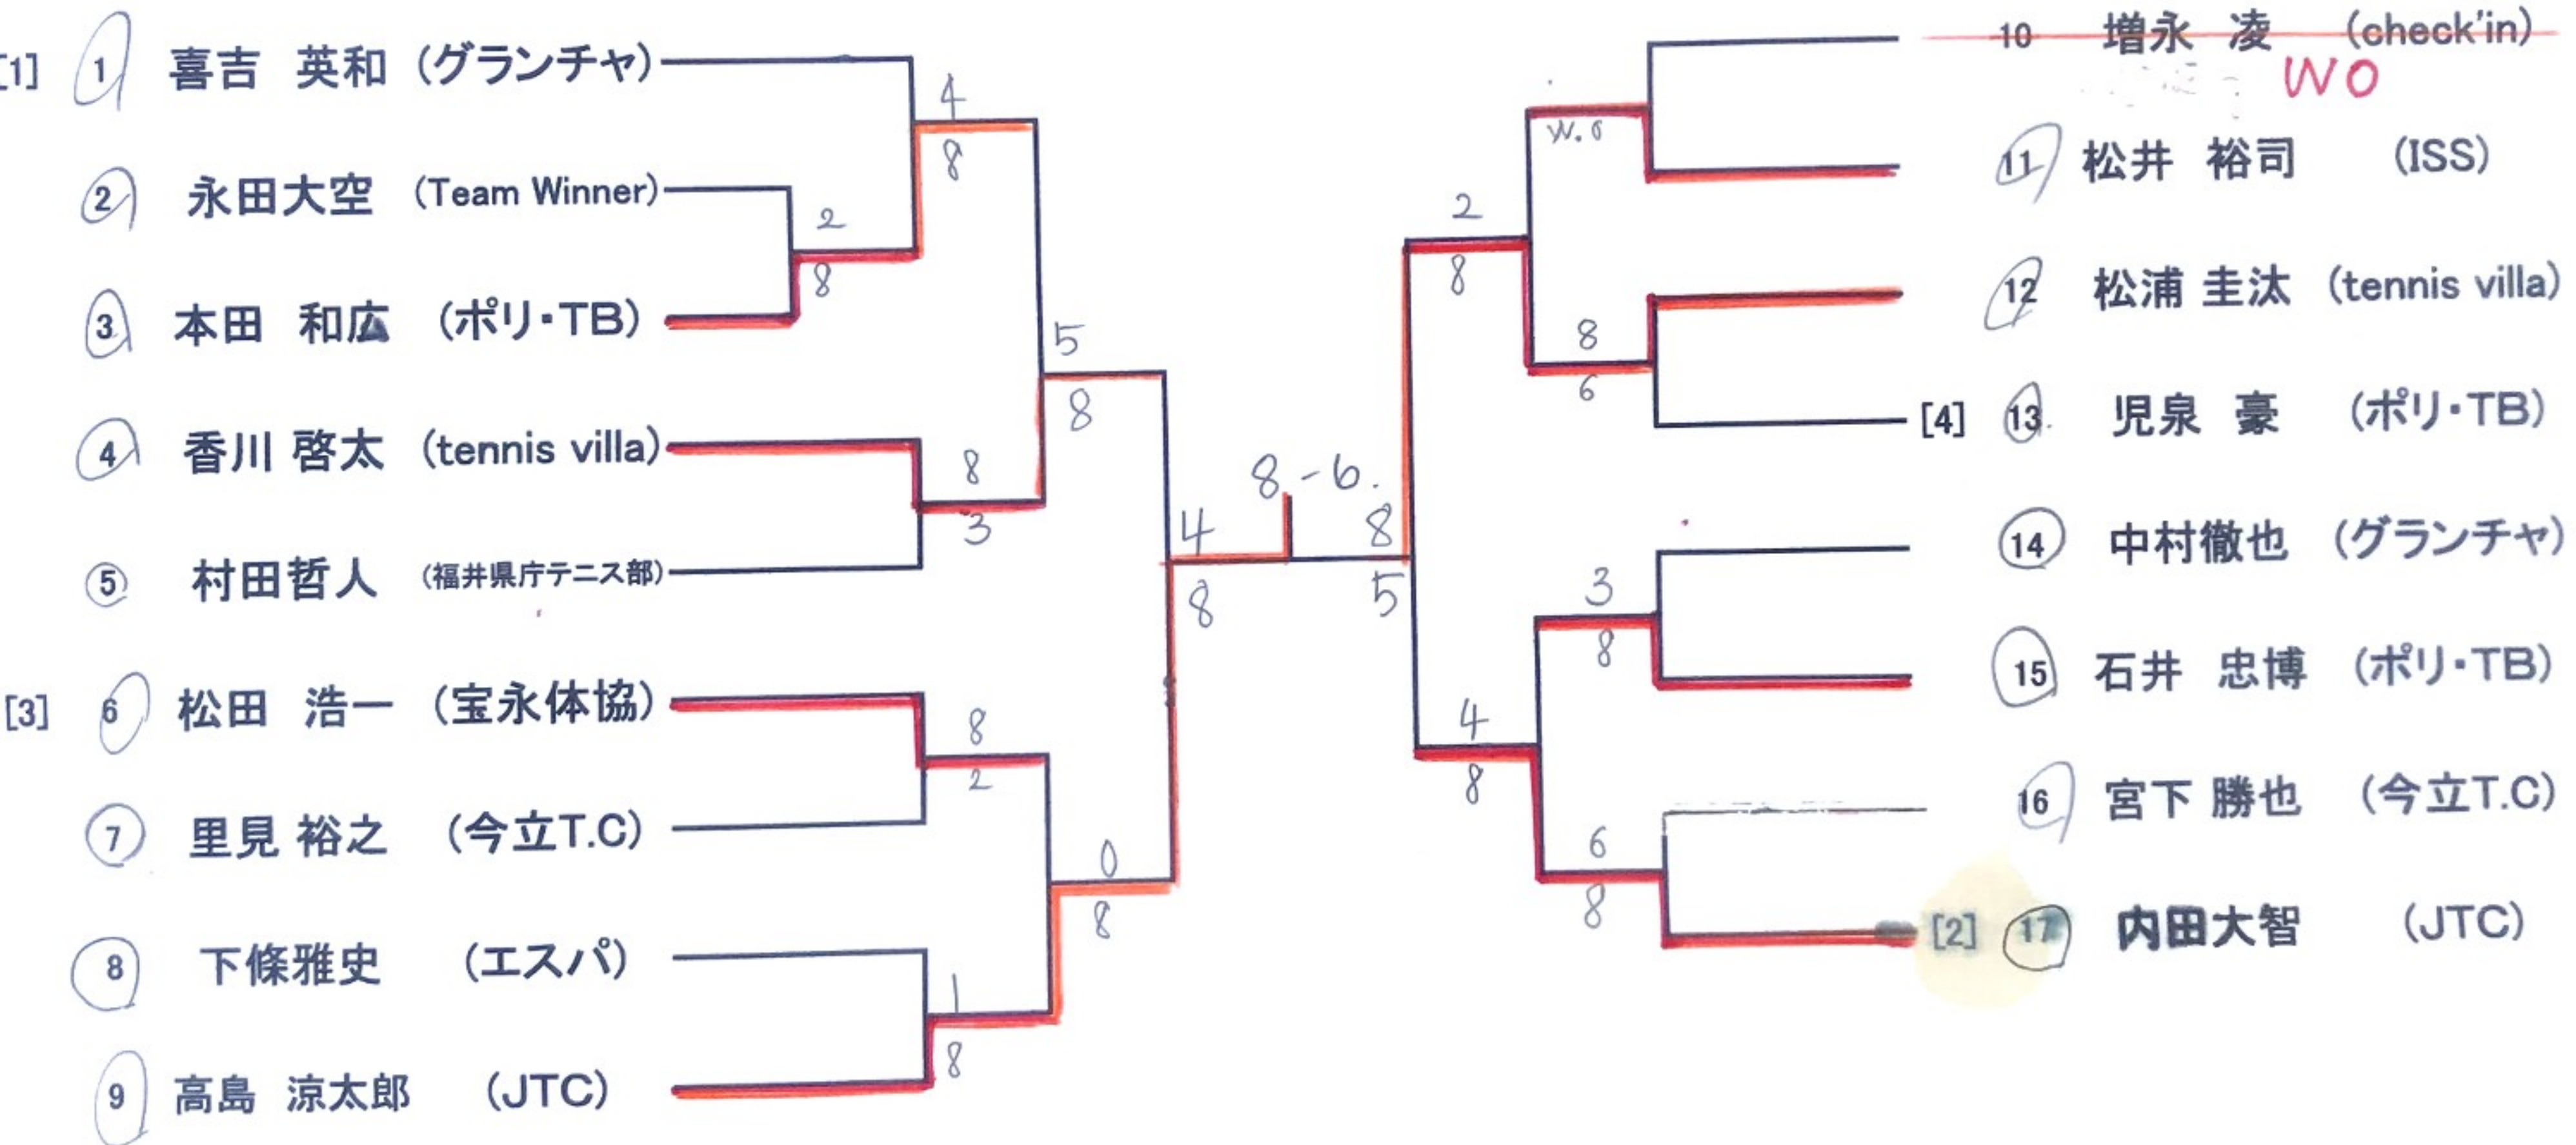 [1] 1 喜吉 英和 (グランチャ)
4
8
2 永田大空 (Team Winner)
2
8
3 本田 和広 (ポリ・TB)
5
8
4 香川 啓太 (tennis villa)
8
3
5 村田哲人 (福井県庁テニス部)
4
8
[3] 6 松田 浩一 (宝永体協)
8
2
7 里見 裕之 (今立T.C)
0
8
8 下條雅史 (エスパ)
1
8
9 高島 涼太郎 (JTC)
8-6.
8
5
10 増永 凌 (check'in)
WO
W.O
11 松井 裕司 (ISS)
2
8
12 松浦 圭汰 (tennis villa)
8
6
[4] 13 児泉 豪 (ポリ・TB)
14 中村徹也 (グランチャ)
3
8
15 石井 忠博 (ポリ・TB)
4
8
16 宮下 勝也 (今立T.C)
6
8
[2] 17 内田大智 (JTC)